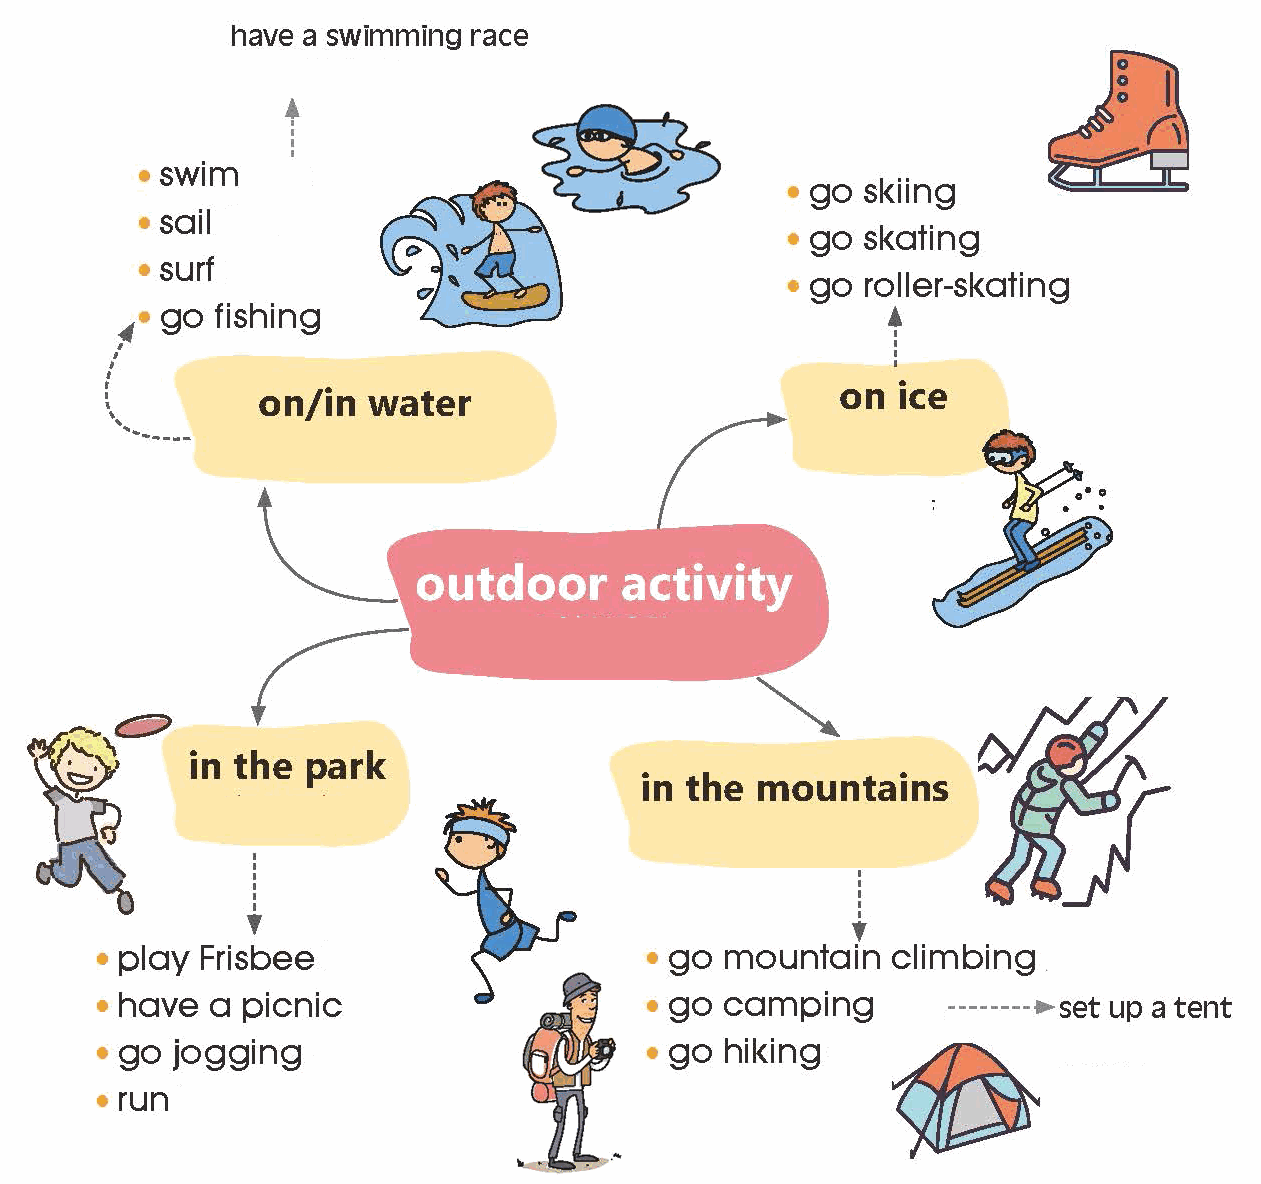 have a swimming race
• swim
• sail
• surf
• go fishing
on/in water
• go skiing
• go skating
• go roller-skating
on ice
outdoor activity
in the park
• play Frisbee
• have a picnic
• go jogging
• run
in the mountains
• go mountain climbing
• go camping
set up a tent
• go hiking